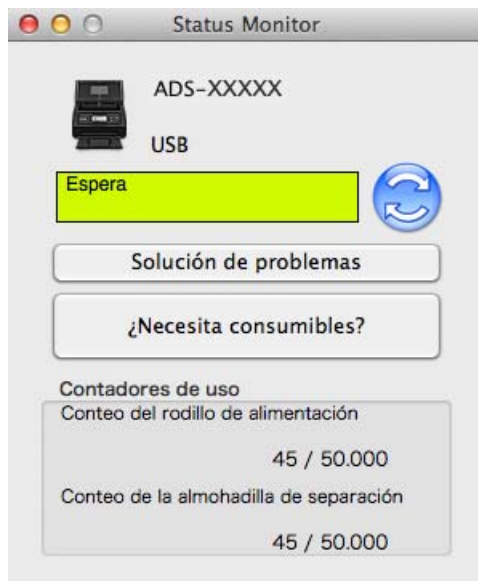 Status Monitor
ADS-XXXXX
USB
Espera
Solución de problemas
¿Necesita consumibles?
Contadores de uso
Conteo del rodillo de alimentación
45 / 50.000
Conteo de la almohadilla de separación
45 / 50.000